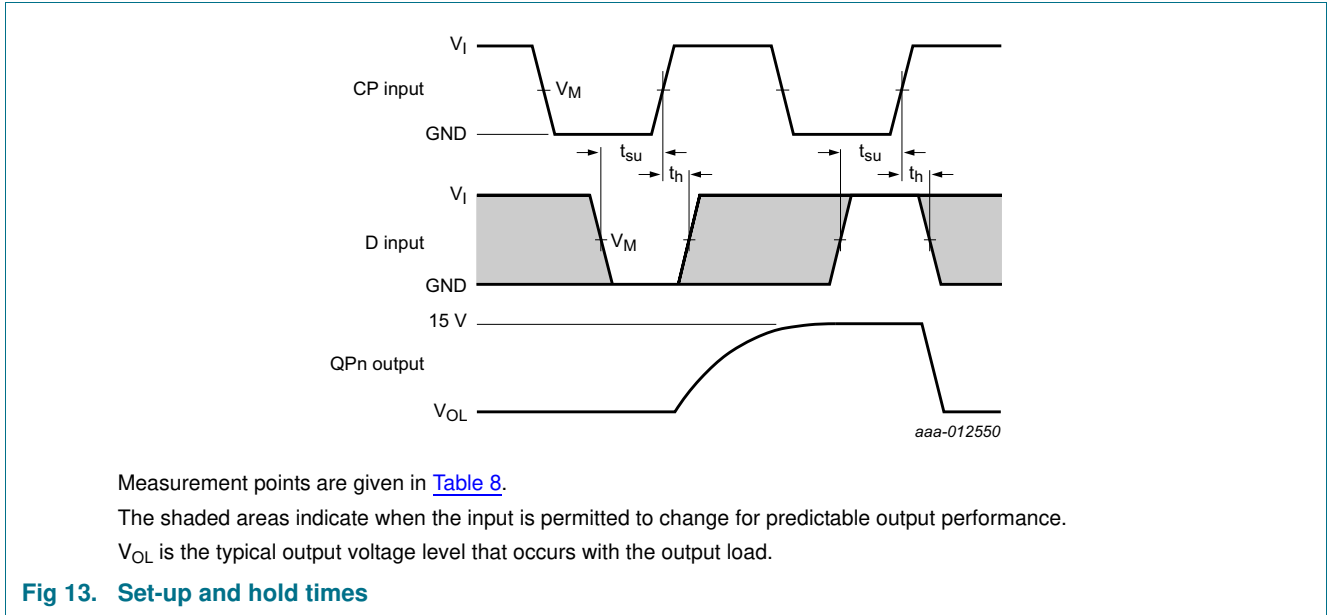 V_I
CP input
V_M
GND
t_su t_su
t_h t_h
V_I
D input
V_M
GND
15 V
QPn output
V_OL
aaa-012550
Measurement points are given in Table 8.
The shaded areas indicate when the input is permitted to change for predictable output performance.
V_OL is the typical output voltage level that occurs with the output load.
Fig 13. Set-up and hold times